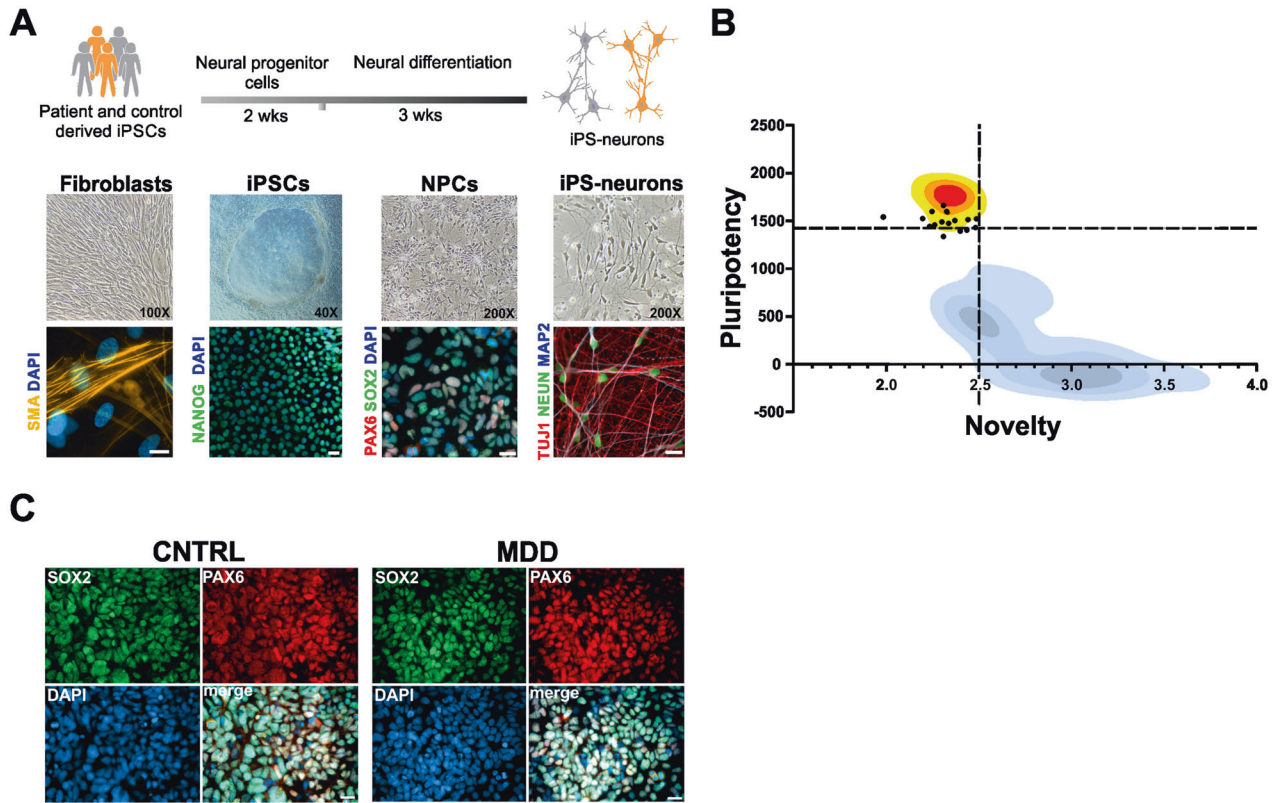 A
Patient and control
derived iPSCs
Neural progenitor
cells
Neural differentiation
2 wks
3 wks
iPS-neurons
Fibroblasts
iPSCs
NPCs
iPS-neurons
100X
40X
200X
200X
SMA DAPI
NANOG DAPI
PAX6 SOX2 DAPI
TUJ1 NEUN MAP2
B
Pluripotency
2500
2000
1500
1000
500
0
-500
2.0
2.5
3.0
3.5
4.0
Novelty
C
CNTRL
MDD
SOX2
PAX6
SOX2
PAX6
DAPI
merge
DAPI
merge